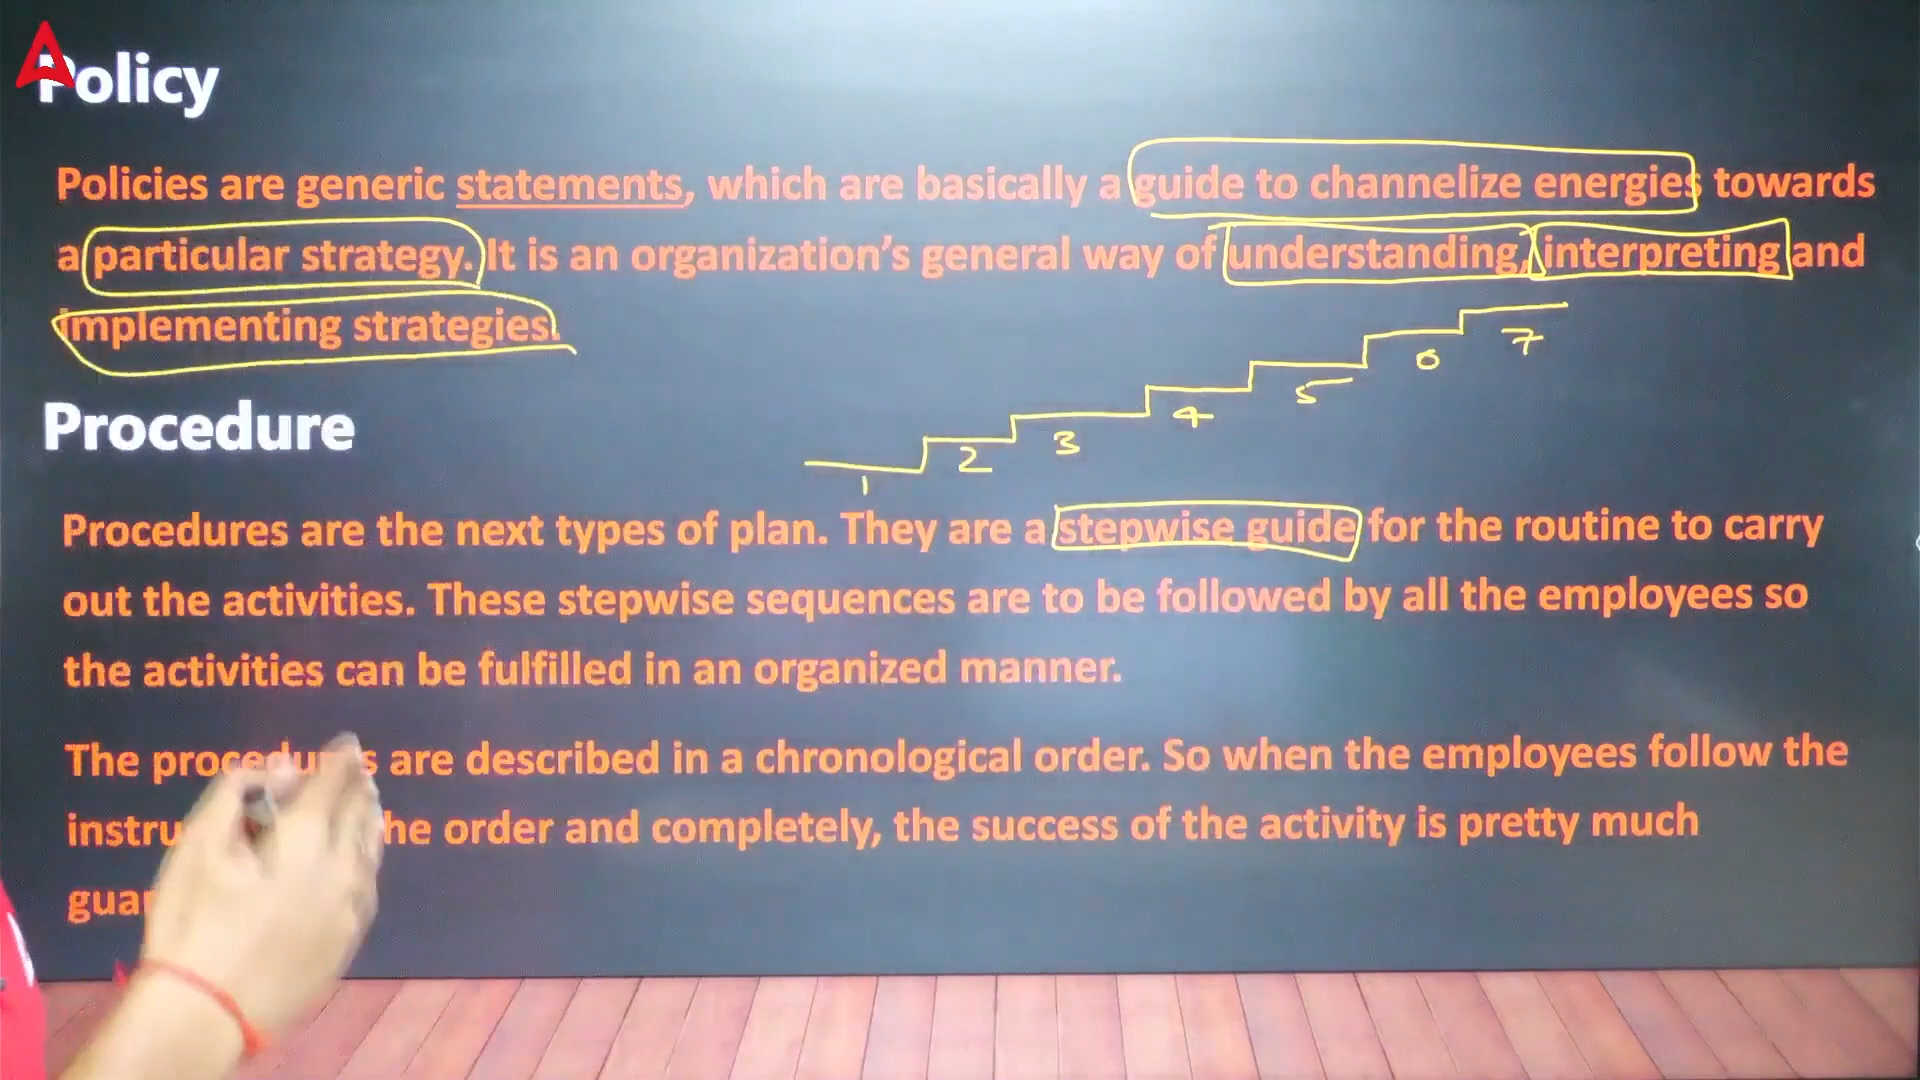 Policy
Policies are generic statements, which are basically a guide to channelize energies towards
a particular strategy. It is an organization's general way of understanding, interpreting and
implementing strategies.
1 2 3 4 5 6 7
Procedure
Procedures are the next types of plan. They are a stepwise guide for the routine to carry
out the activities. These stepwise sequences are to be followed by all the employees so
the activities can be fulfilled in an organized manner.
The procedures are described in a chronological order. So when the employees follow the
order and completely, the success of the activity is pretty much